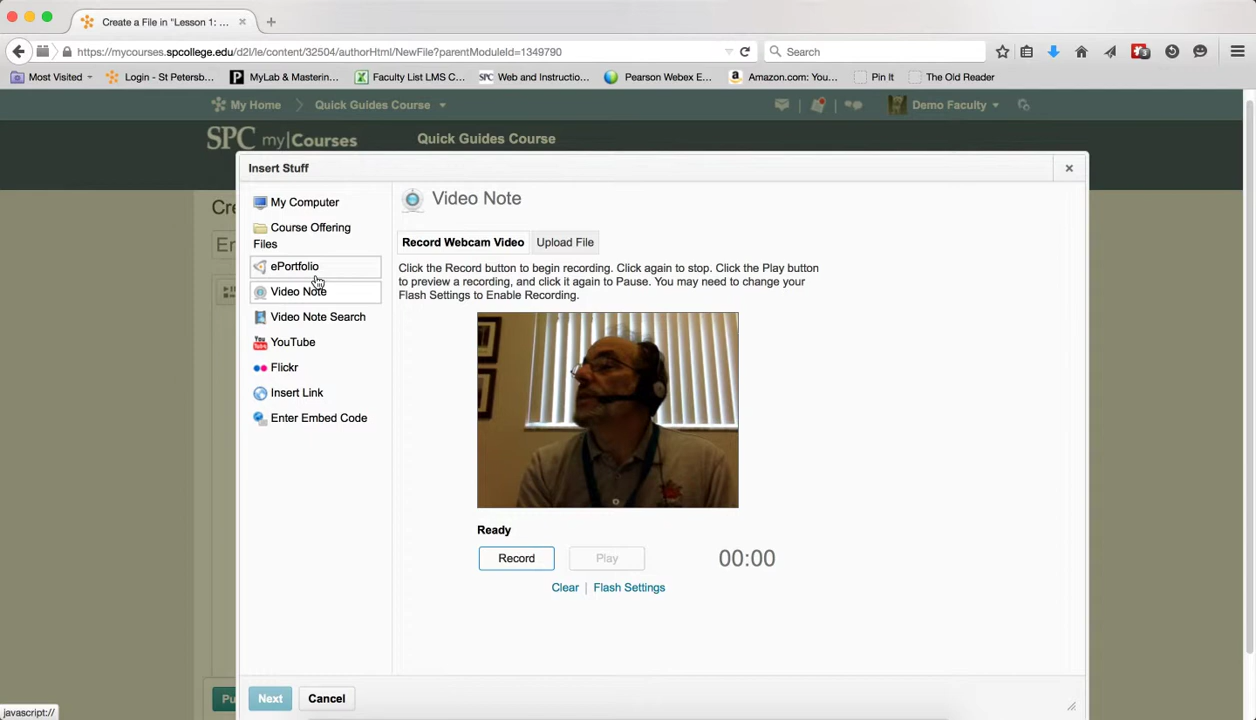 Create a File in "Lesson 1: ...
https://mycourses.spcollege.edu/d2l/le/content/32504/authorHtml/NewFile?parentModuleId=1349790
Search
3
Most Visited
Login - St Petersb...
MyLab & Masterin...
Faculty List LMS C...
SPC Web and Instructio...
Pearson Webex E...
Amazon.com: You...
Pin It
The Old Reader
My Home
Quick Guides Course
Demo Faculty
SPC my Courses
Quick Guides Course
Insert Stuff
Cre
En
My Computer
Course Offering
Files
ePortfolio
Video Note
Video Note Search
YouTube
Flickr
Insert Link
Enter Embed Code
Video Note
Record Webcam Video
Upload File
Click the Record button to begin recording. Click again to stop. Click the Play button
to preview a recording, and click it again to Pause. You may need to change your
Flash Settings to Enable Recording.
Ready
Record
Play
00:00
Clear | Flash Settings
Pu
Next
Cancel
javascript://